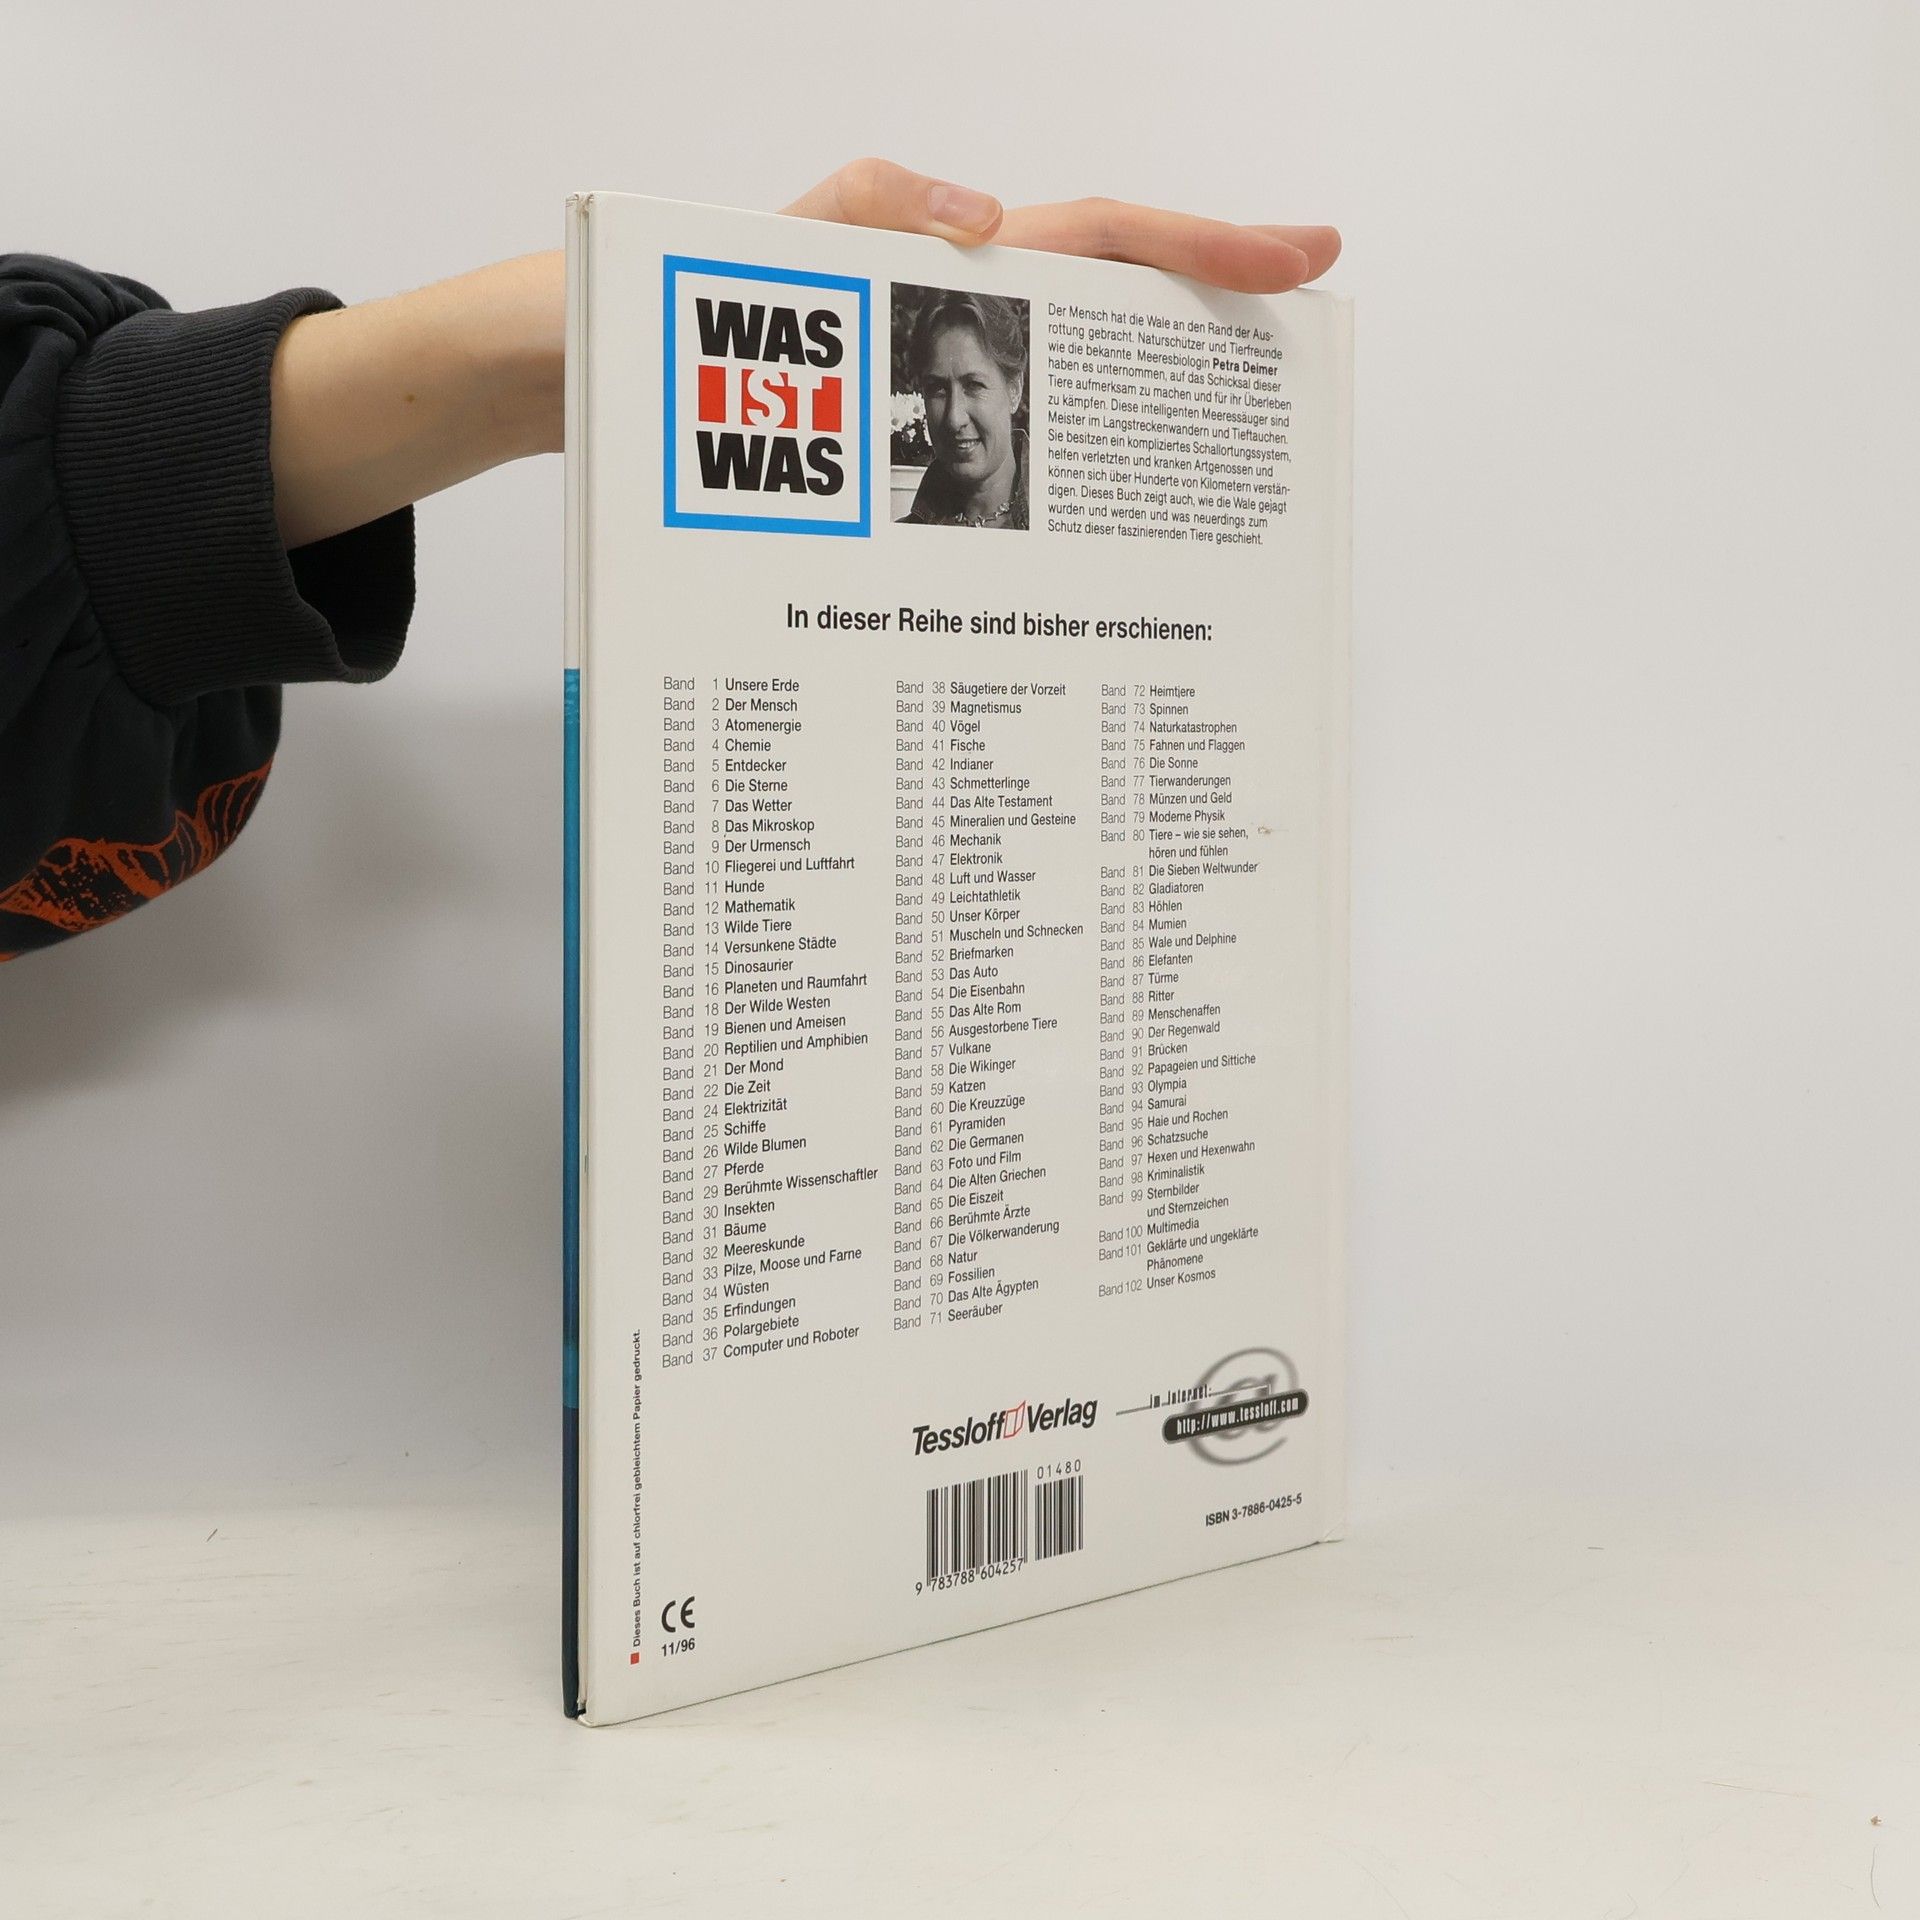 WAS
IST
WAS
Der Mensch hat die Wale an den Rand der Aus-
rottung gebracht. Naturschützer und Tierfreunde
wie die bekannte Meeresbiologin Petra Deimer
haben es unternommen, auf das Schicksal dieser
Tiere aufmerksam zu machen und für ihr Überleben
zu kämpfen. Diese intelligenten Meeressäuger sind
Meister im Langstreckenwandern und Tieftauchen.
Sie besitzen ein kompliziertes Schallortungssystem,
helfen verletzten und kranken Artgenossen und
können sich über Hunderte von Kilometern verstän-
digen. Dieses Buch zeigt auch, wie die Wale gejagt
wurden und werden und was neuerdings zum
Schutz dieser faszinierenden Tiere geschieht.
In dieser Reihe sind bisher erschienen:
Band 1 Unsere Erde
Band 2 Der Mensch
Band 3 Atomenergie
Band 4 Chemie
Band 5 Entdecker
Band 6 Die Sterne
Band 7 Das Wetter
Band 8 Das Mikroskop
Band 9 Der Urmensch
Band 10 Fliegerei und Luftfahrt
Band 11 Hunde
Band 12 Mathematik
Band 13 Wilde Tiere
Band 14 Versunkene Städte
Band 15 Dinosaurier
Band 16 Planeten und Raumfahrt
Band 18 Der Wilde Westen
Band 19 Bienen und Ameisen
Band 20 Reptilien und Amphibien
Band 21 Der Mond
Band 22 Die Zeit
Band 24 Elektrizität
Band 25 Schiffe
Band 26 Wilde Blumen
Band 27 Pferde
Band 29 Berühmte Wissenschaftler
Band 30 Insekten
Band 31 Bäume
Band 32 Meereskunde
Band 33 Pilze, Moose und Farne
Band 34 Wüsten
Band 35 Erfindungen
Band 36 Polargebiete
Band 37 Computer und Roboter
Band 38 Säugetiere der Vorzeit
Band 39 Magnetismus
Band 40 Vögel
Band 41 Fische
Band 42 Indianer
Band 43 Schmetterlinge
Band 44 Das Alte Testament
Band 45 Mineralien und Gesteine
Band 46 Mechanik
Band 47 Elektronik
Band 48 Luft und Wasser
Band 49 Leichtathletik
Band 50 Unser Körper
Band 51 Muscheln und Schnecken
Band 52 Briefmarken
Band 53 Das Auto
Band 54 Die Eisenbahn
Band 55 Das Alte Rom
Band 56 Ausgestorbene Tiere
Band 57 Vulkane
Band 58 Die Wikinger
Band 59 Katzen
Band 60 Die Kreuzzüge
Band 61 Pyramiden
Band 62 Die Germanen
Band 63 Foto und Film
Band 64 Die Alten Griechen
Band 65 Die Eiszeit
Band 66 Berühmte Ärzte
Band 67 Die Völkerwanderung
Band 68 Natur
Band 69 Fossilien
Band 70 Das Alte Ägypten
Band 71 Seeräuber
Band 72 Heimtiere
Band 73 Spinnen
Band 74 Naturkatastrophen
Band 75 Fahnen und Flaggen
Band 76 Die Sonne
Band 77 Tierwanderungen
Band 78 Münzen und Geld
Band 79 Moderne Physik
Band 80 Tiere – wie sie sehen,
hören und fühlen
Band 81 Die Sieben Weltwunder
Band 82 Gladiatoren
Band 83 Höhlen
Band 84 Mumien
Band 85 Wale und Delphine
Band 86 Elefanten
Band 87 Türme
Band 88 Ritter
Band 89 Menschenaffen
Band 90 Der Regenwald
Band 91 Brücken
Band 92 Papageien und Sittiche
Band 93 Olympia
Band 94 Samurai
Band 95 Haie und Rochen
Band 96 Schatzsuche
Band 97 Hexen und Hexenwahn
Band 98 Kriminalistik
Band 99 Sternbilder
und Sternzeichen
Band 100 Multimedia
Band 101 Geklärte und ungeklärte
Phänomene
Band 102 Unser Kosmos
Tessloff Verlag
im Internet:
http://www.tessloff.com
01480
9 783788 604257
ISBN 3-7886-0425-5
CE
11/96
Dieses Buch ist auf chlorfrei gebleichtem Papier gedruckt.